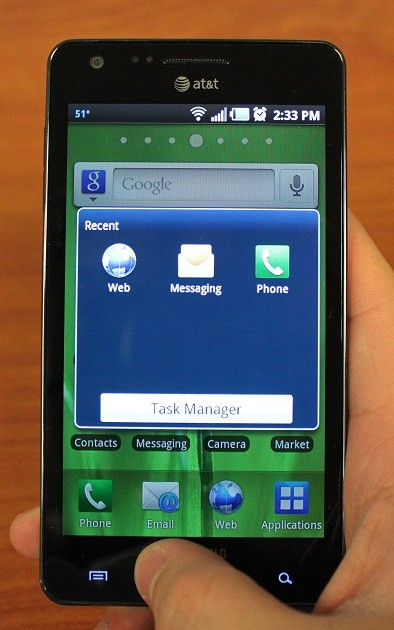 at&t
51° 2:33 PM
g Google
Recent
Web Messaging Phone
Task Manager
Contacts Messaging Camera Market
Phone Email Web Applications